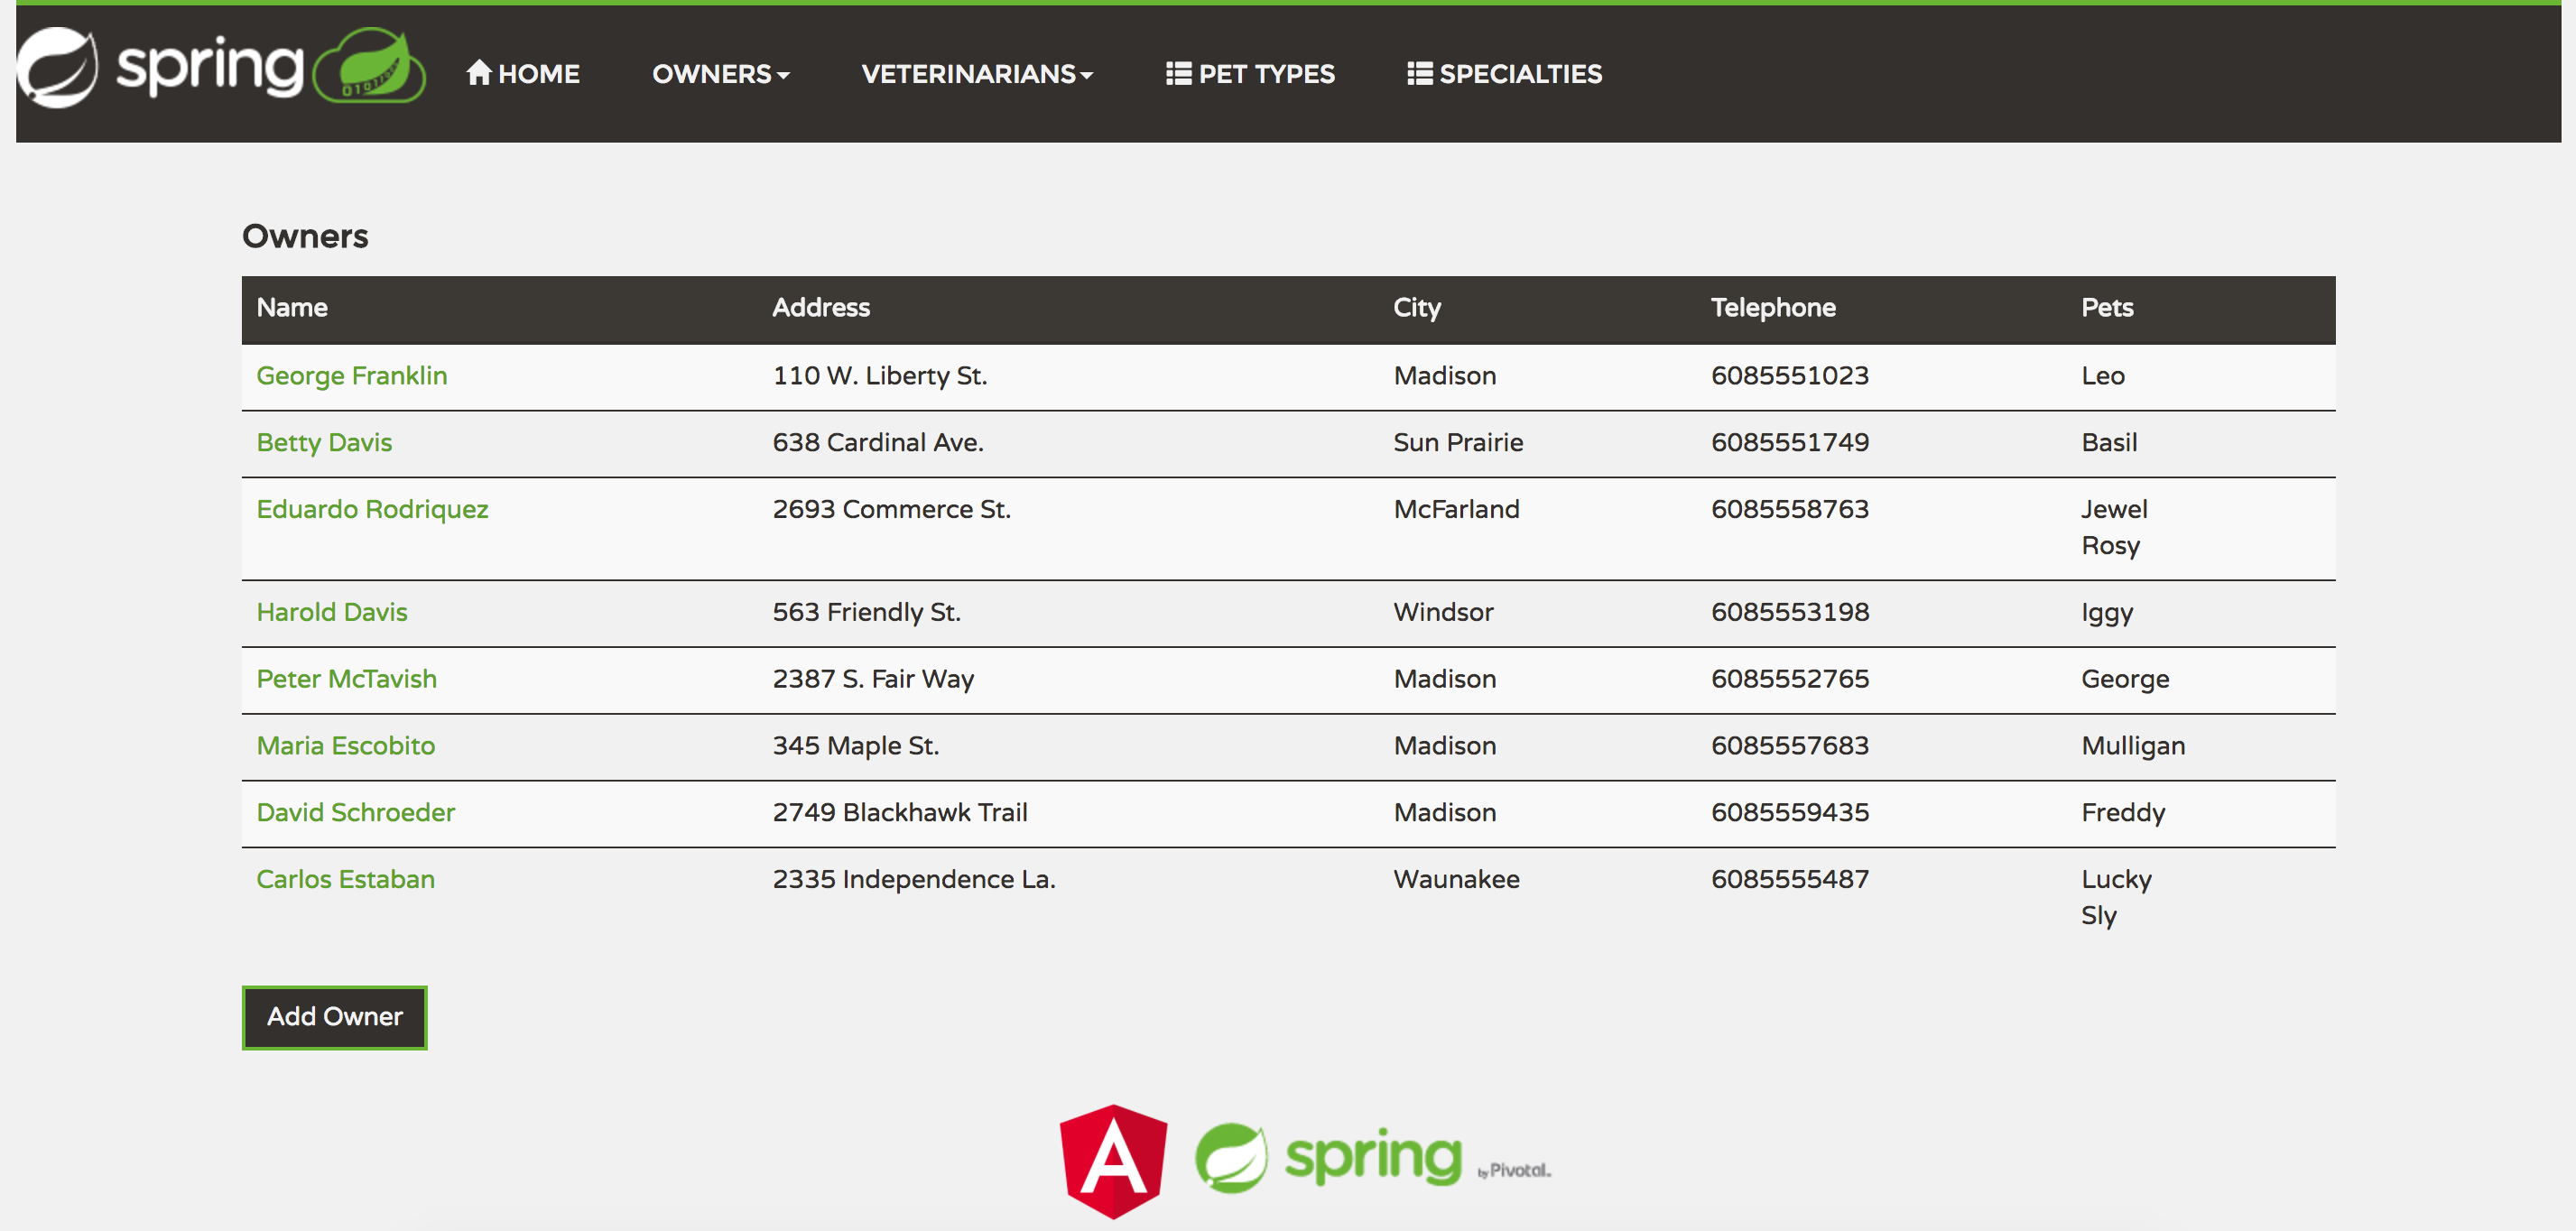 spring HOME OWNERS VETERINARIANS PET TYPES SPECIALTIES
Owners
Name Address City Telephone Pets
George Franklin 110 W. Liberty St. Madison 6085551023 Leo
Betty Davis 638 Cardinal Ave. Sun Prairie 6085551749 Basil
Eduardo Rodriquez 2693 Commerce St. McFarland 6085558763 Jewel
Rosy
Harold Davis 563 Friendly St. Windsor 6085553198 Iggy
Peter McTavish 2387 S. Fair Way Madison 6085552765 George
Maria Escobito 345 Maple St. Madison 6085557683 Mulligan
David Schroeder 2749 Blackhawk Trail Madison 6085559435 Freddy
Carlos Estaban 2335 Independence La. Waunakee 6085555487 Lucky
Sly
Add Owner
A spring by Pivotal